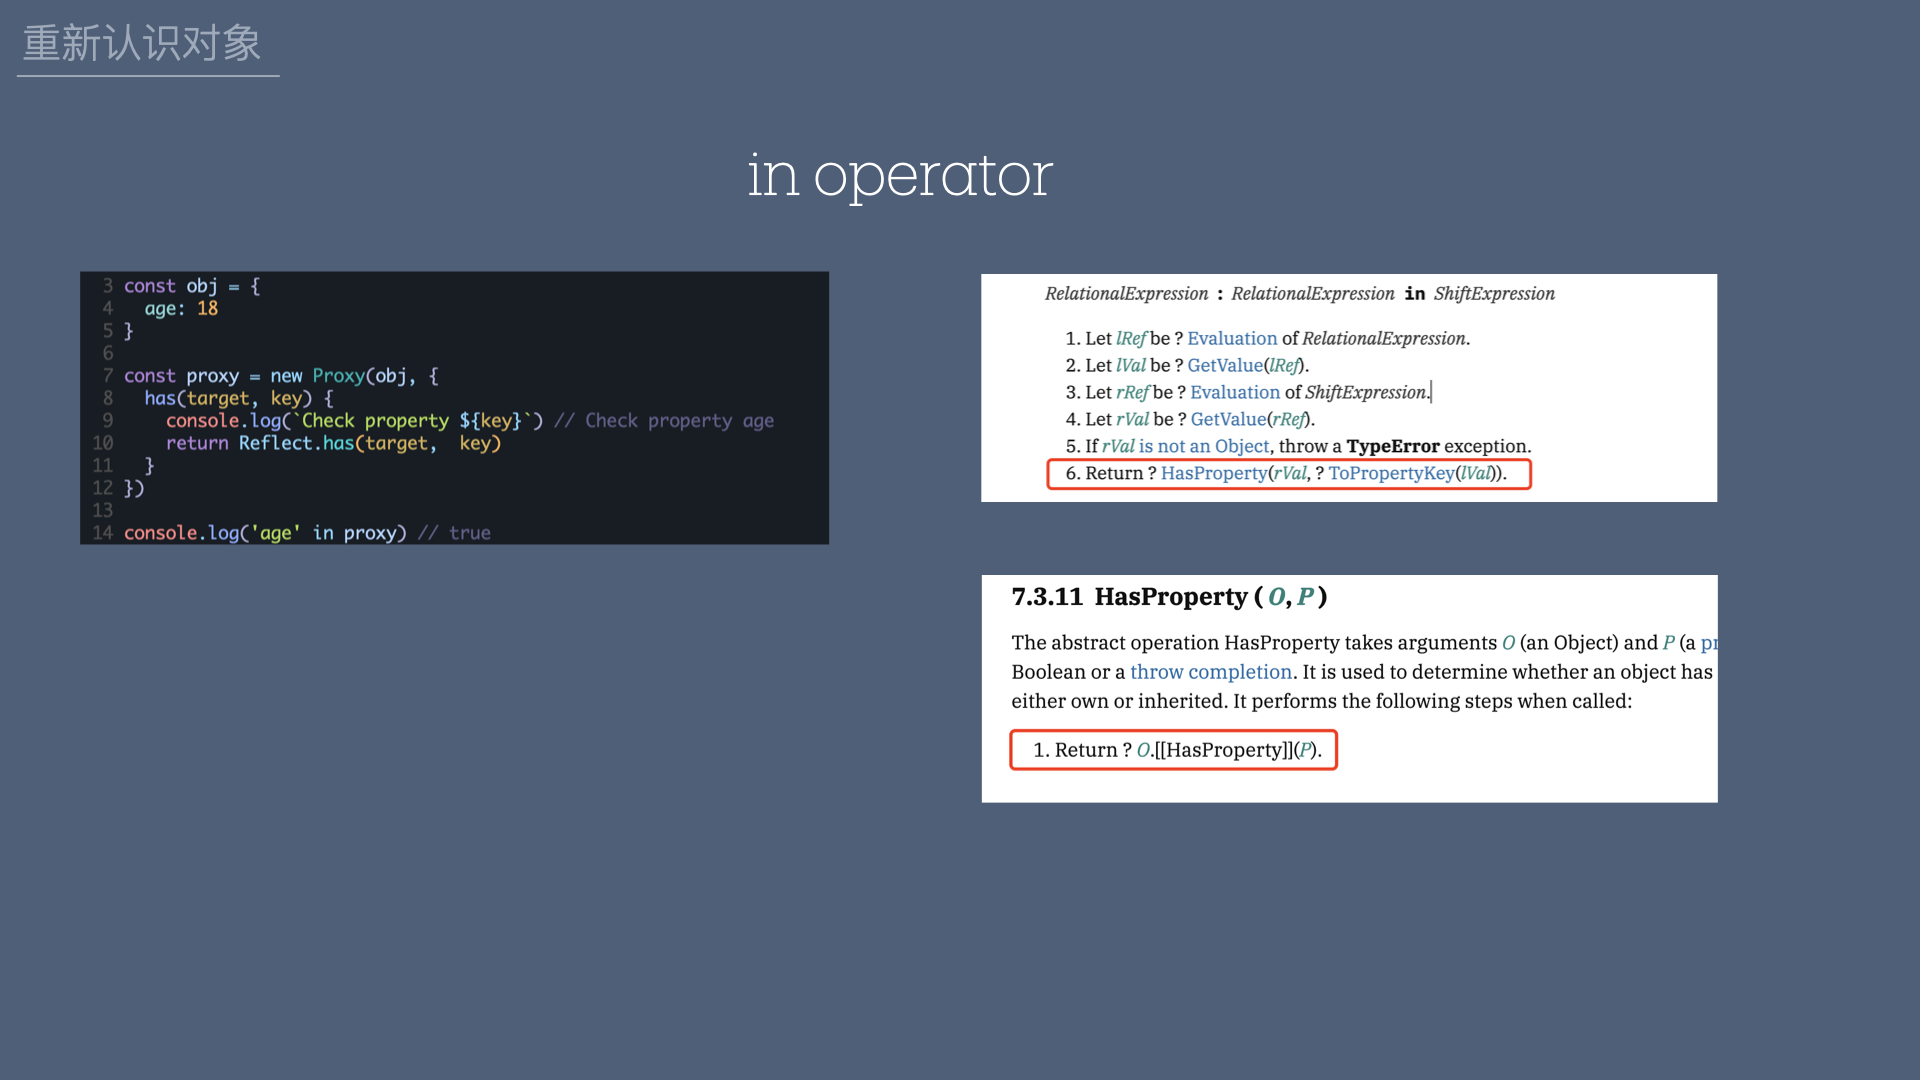 重新认识对象
in operator
3 const obj = {
4   age: 18
5 }
6
7 const proxy = new Proxy(obj, {
8   has(target, key) {
9     console.log(`Check property ${key}`) // Check property age
10     return Reflect.has(target,  key)
11   }
12 })
13
14 console.log('age' in proxy) // true
RelationalExpression : RelationalExpression in ShiftExpression
1. Let lRef be ? Evaluation of RelationalExpression.
2. Let lVal be ? GetValue(lRef).
3. Let rRef be ? Evaluation of ShiftExpression.
4. Let rVal be ? GetValue(rRef).
5. If rVal is not an Object, throw a TypeError exception.
6. Return ? HasProperty(rVal, ? ToPropertyKey(lVal)).
7.3.11 HasProperty ( O, P )
The abstract operation HasProperty takes arguments O (an Object) and P (a pr
Boolean or a throw completion. It is used to determine whether an object has
either own or inherited. It performs the following steps when called:
1. Return ? O.[[HasProperty]](P).